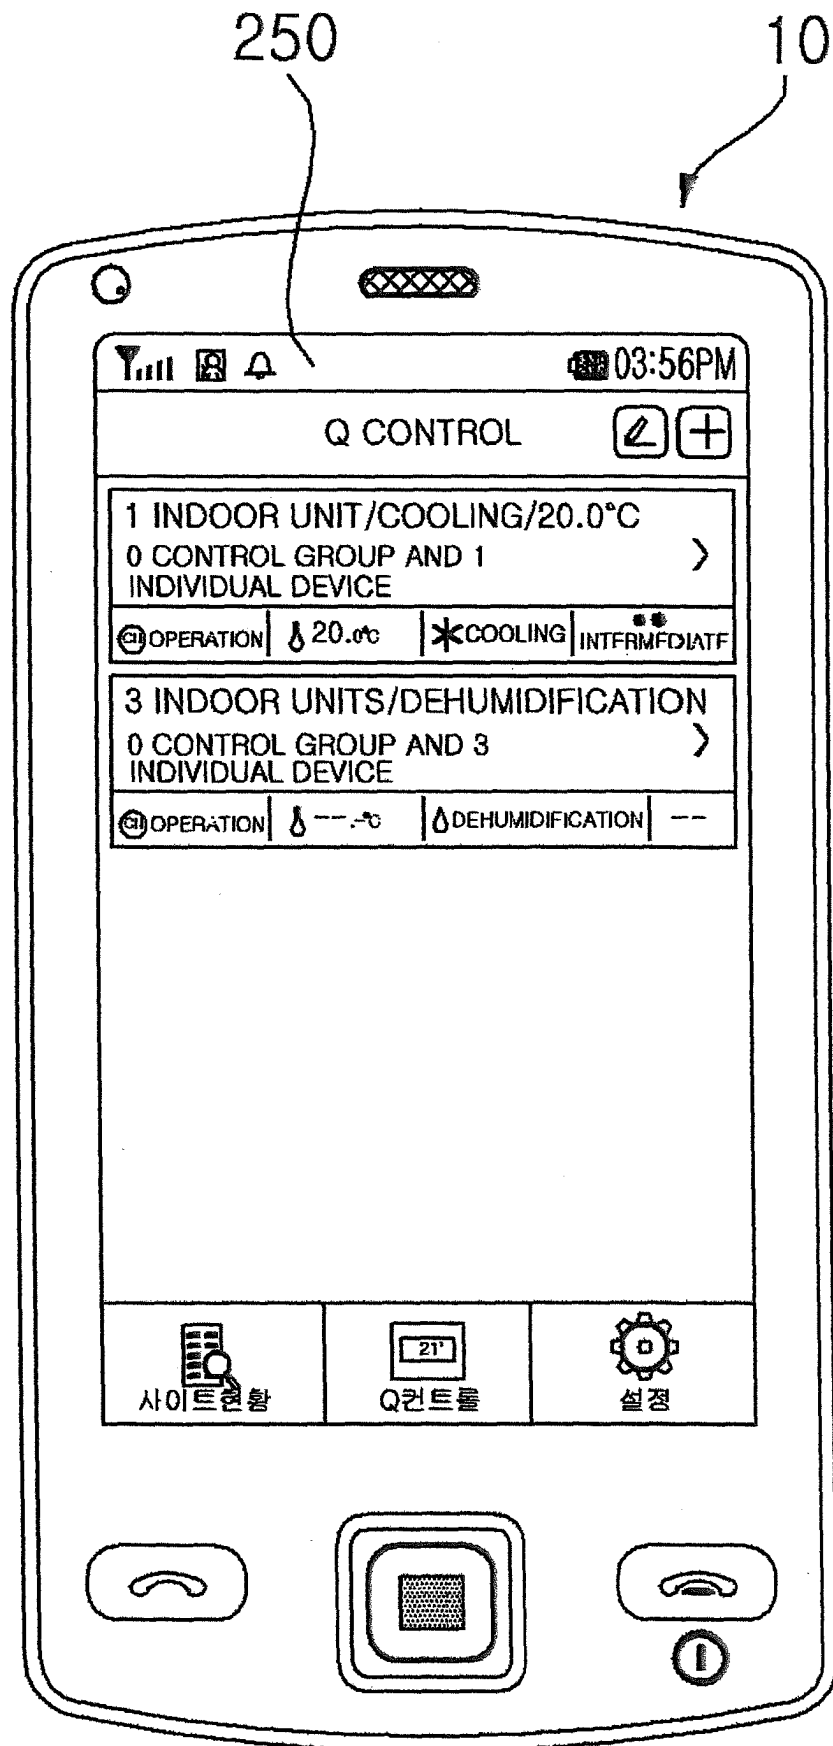 250
10
03:56PM
Q CONTROL
1 INDOOR UNIT/COOLING/20.0°C
0 CONTROL GROUP AND 1
INDIVIDUAL DEVICE
OPERATION 20.0°C COOLING INTERMEDIATE
3 INDOOR UNITS/DEHUMIDIFICATION
0 CONTROL GROUP AND 3
INDIVIDUAL DEVICE
OPERATION --.-°C DEHUMIDIFICATION --
21°
사이트현황 Q컨트롤 설정